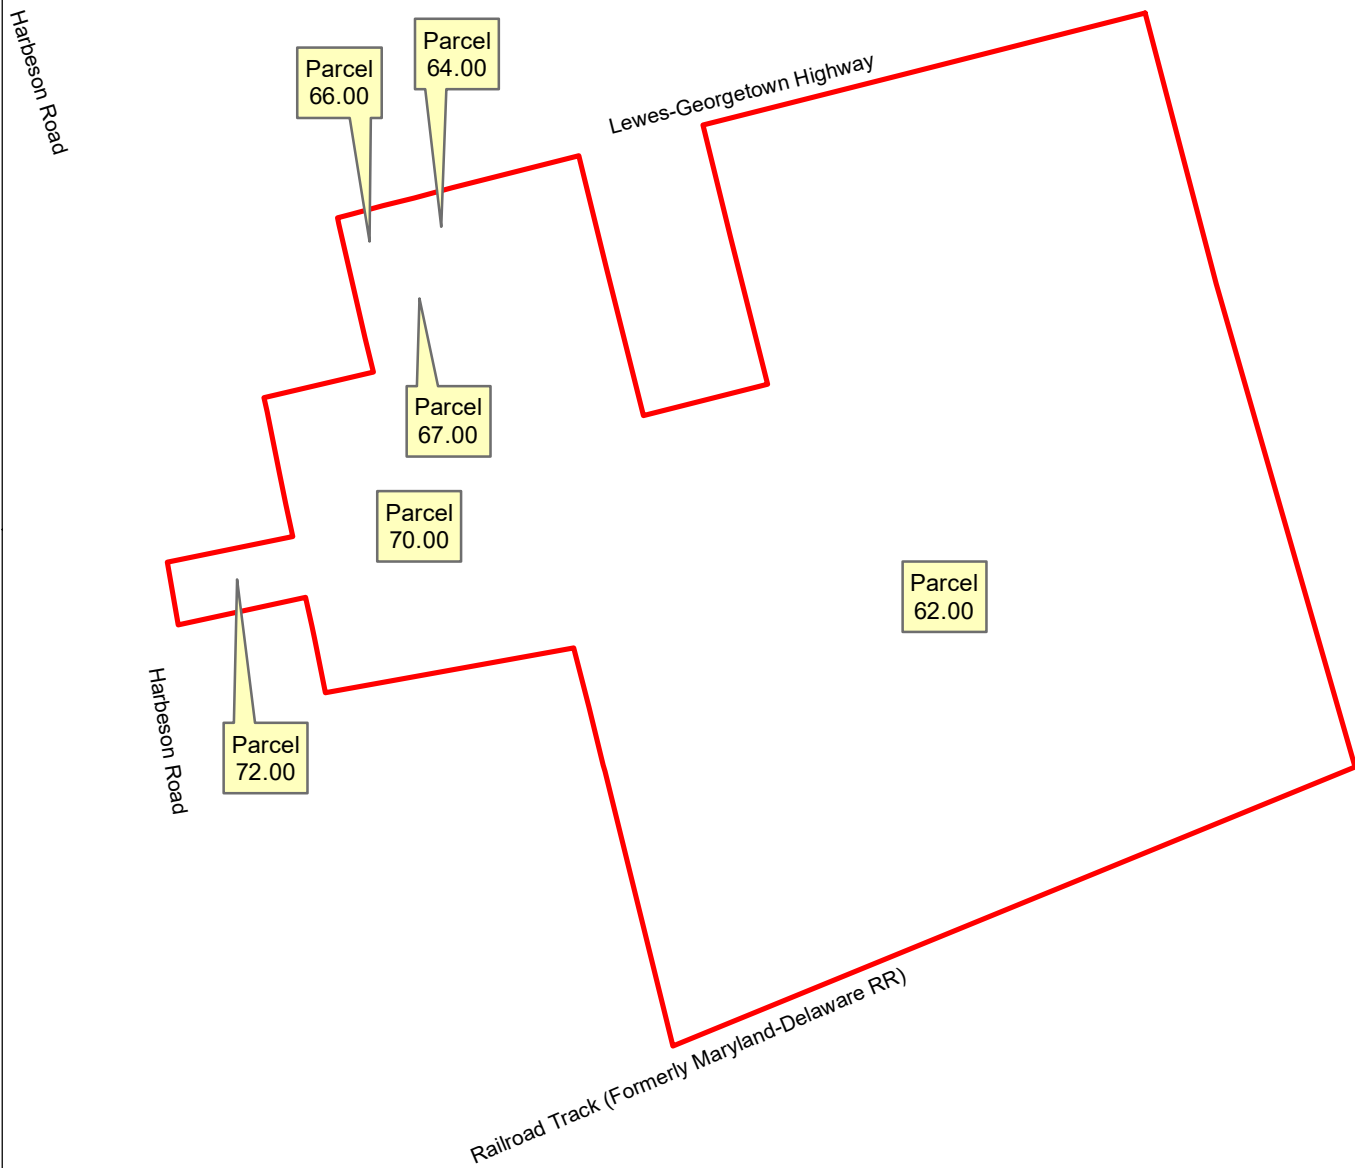 Harbeson Road
Parcel
66.00
Parcel
64.00
Lewes-Georgetown Highway
Parcel
67.00
Parcel
70.00
Parcel
62.00
Harbeson Road
Parcel
72.00
Railroad Track (Formerly Maryland-Delaware RR)